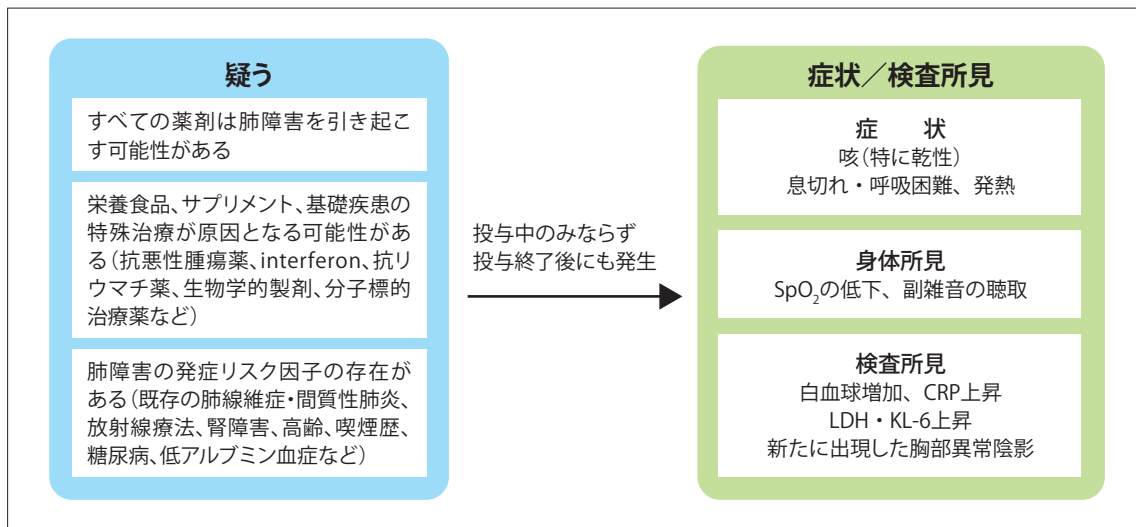 疑う
すべての薬剤は肺障害を引き起こ
す可能性がある
栄養食品、サプリメント、基礎疾患の
特殊治療が原因となる可能性があ
る(抗悪性腫瘍薬、interferon、抗リ
ウマチ薬、生物学的製剤、分子標的
治療薬など)
肺障害の発症リスク因子の存在が
ある(既存の肺線維症・間質性肺炎、
放射線療法、腎障害、高齢、喫煙歴、
糖尿病、低アルブミン血症など)
投与中のみならず
投与終了後にも発生
症状/検査所見
症 状
咳(特に乾性)
息切れ・呼吸困難、発熱
身体所見
SpO₂の低下、副雑音の聴取
検査所見
白血球増加、CRP上昇
LDH・KL-6上昇
新たに出現した胸部異常陰影